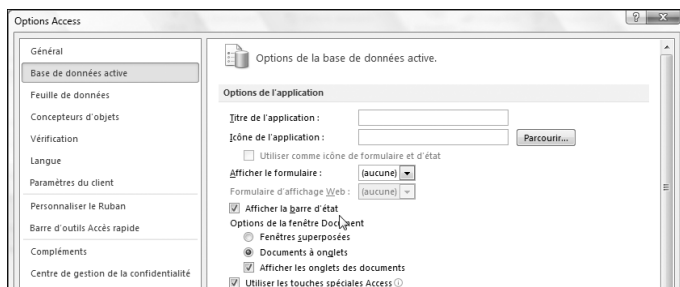 Options Access
Général
Base de données active
Feuille de données
Concepteurs d'objets
Vérification
Langue
Paramètres du client
Personnaliser le Ruban
Barre d'outils Accès rapide
Compléments
Centre de gestion de la confidentialité
Options de la base de données active.
Options de l'application
Titre de l'application :
Icône de l'application :
Parcourir...
Utiliser comme icône de formulaire et d'état
Afficher le formulaire : (aucune)
Formulaire d'affichage Web : (aucune)
Afficher la barre d'état
Options de la fenêtre Document
Fenêtres superposées
Documents à onglets
Afficher les onglets des documents
Utiliser les touches spéciales Access